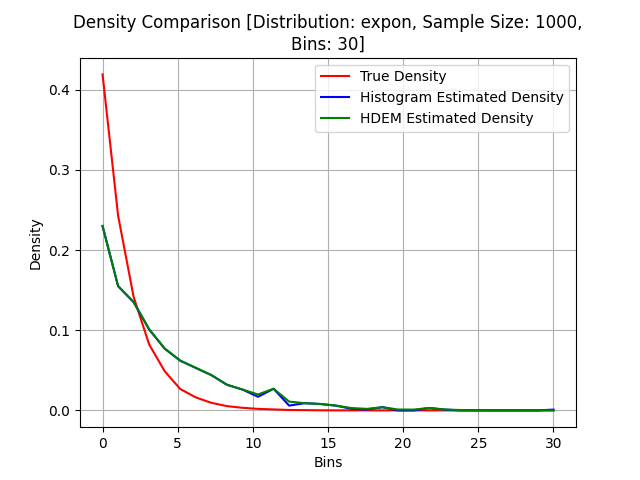 Density Comparison [Distribution: expon, Sample Size: 1000,
Bins: 30]
True Density
Histogram Estimated Density
HDEM Estimated Density
Density
0.4
0.3
0.2
0.1
0.0
0 5 10 15 20 25 30
Bins